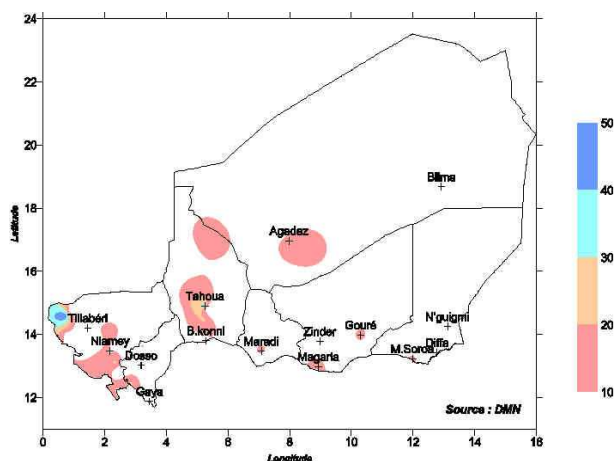 24
22
20
18
16
14
12
Latitude
0 2 4 6 8 10 12 14 16
Longitude
Bilma
Agadez
Tahoua
Tillabéri
B.konni
Niamey
Dosso
Gaya
Maradi
Zinder
Magaria
Gouré
N'guigmi
Diffa
M.Soroa
Source : DMN
50
40
30
20
10